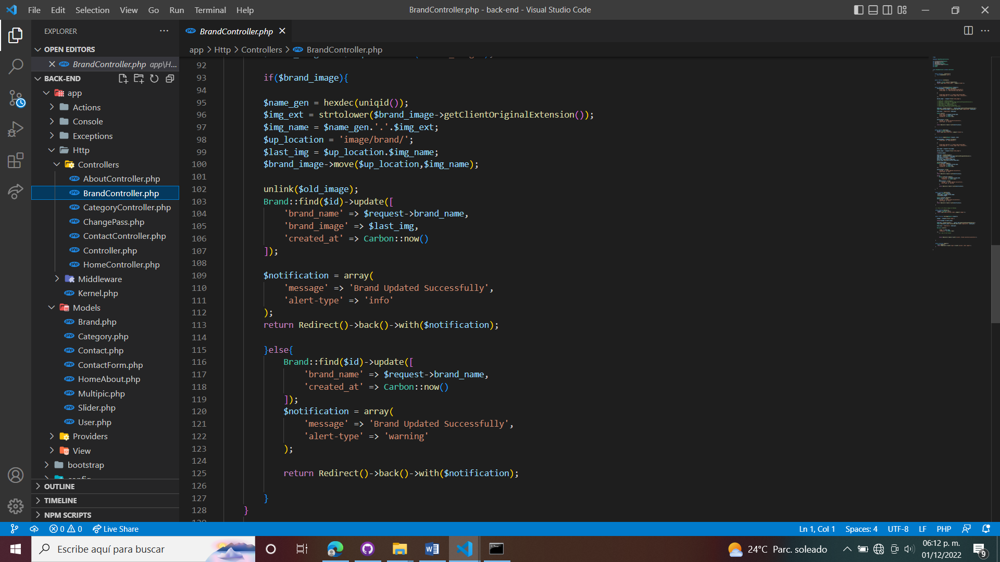 File Edit Selection View Go Run Terminal Help
BrandController.php - back-end - Visual Studio Code
EXPLORER
BrandController.php
OPEN EDITORS
BrandController.php app\H...
app > Http > Controllers > BrandController.php
BACK-END
app
Actions
Console
Exceptions
Http
Controllers
AboutController.php
BrandController.php
CategoryController.php
ChangePass.php
ContactController.php
Controller.php
HomeController.php
Middleware
Kernel.php
Models
Brand.php
Category.php
Contact.php
ContactForm.php
HomeAbout.php
Multipic.php
Slider.php
User.php
Providers
View
bootstrap
config
OUTLINE
TIMELINE
NPM SCRIPTS
92
93 if($brand_image){
94
95 $name_gen = hexdec(uniqid());
96 $img_ext = strtolower($brand_image->getClientOriginalExtension());
97 $img_name = $name_gen.'.'.$img_ext;
98 $up_location = 'image/brand/';
99 $last_img = $up_location.$img_name;
100 $brand_image->move($up_location,$img_name);
101
102 unlink($old_image);
103 Brand::find($id)->update([
104 'brand_name' => $request->brand_name,
105 'brand_image' => $last_img,
106 'created_at' => Carbon::now()
107 ]);
108
109 $notification = array(
110 'message' => 'Brand Updated Successfully',
111 'alert-type' => 'info'
112 );
113 return Redirect()->back()->with($notification);
114
115 }else{
116 Brand::find($id)->update([
117 'brand_name' => $request->brand_name,
118 'created_at' => Carbon::now()
119 ]);
120 $notification = array(
121 'message' => 'Brand Updated Successfully',
122 'alert-type' => 'warning'
123 );
124
125 return Redirect()->back()->with($notification);
126
127 }
128 }
0 0 Live Share
Ln 1, Col 1 Spaces: 4 UTF-8 LF PHP
Escribe aquí para buscar
24°C Parc. soleado
06:12 p. m.
01/12/2022
9